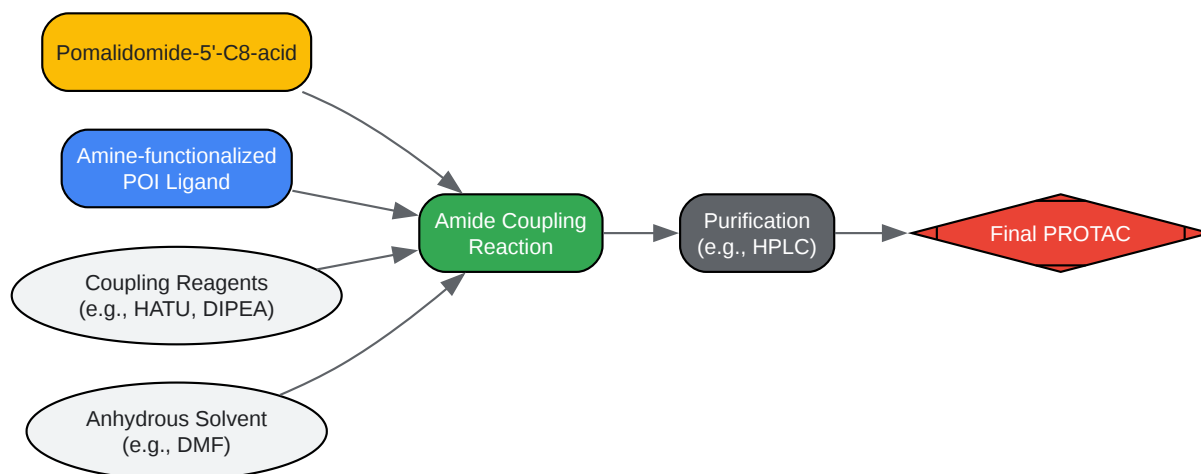 Pomalidomide-5'-C8-acid
Amine-functionalized
POI Ligand
Coupling Reagents
(e.g., HATU, DIPEA)
Anhydrous Solvent
(e.g., DMF)
Amide Coupling
Reaction
Purification
(e.g., HPLC)
Final PROTAC